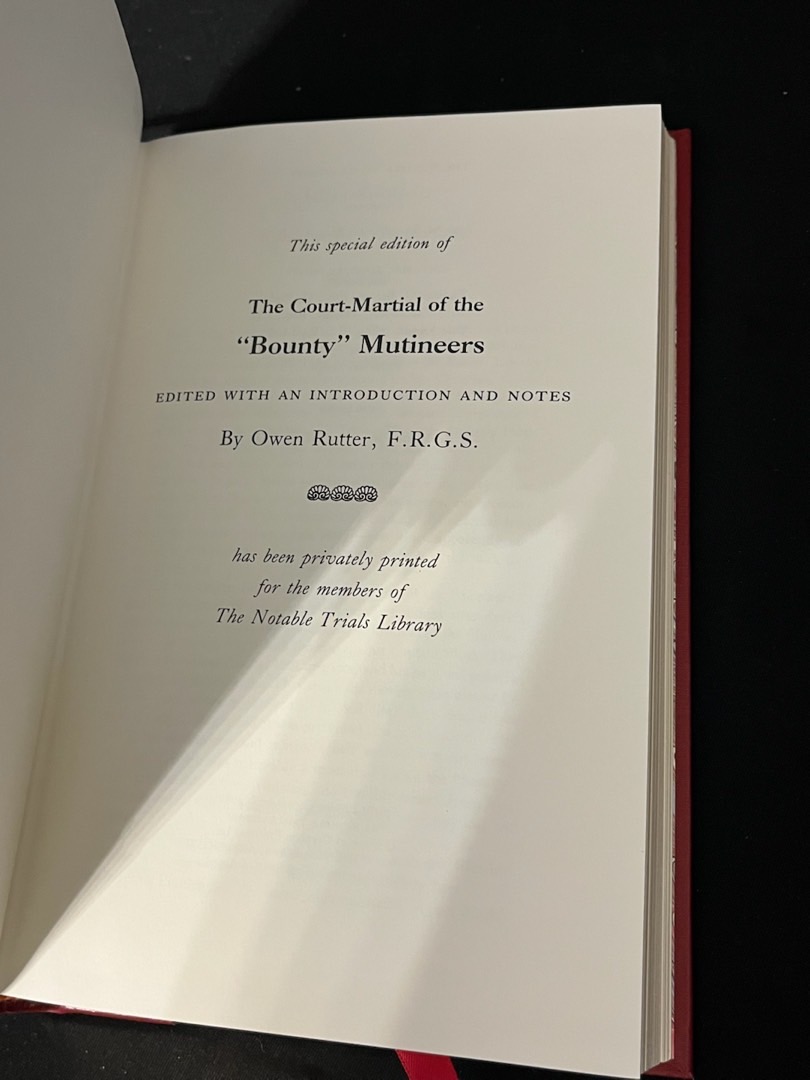 This special edition of
The Court-Martial of the
“Bounty” Mutineers
EDITED WITH AN INTRODUCTION AND NOTES
By Owen Rutter, F.R.G.S.
has been privately printed
for the members of
The Notable Trials Library